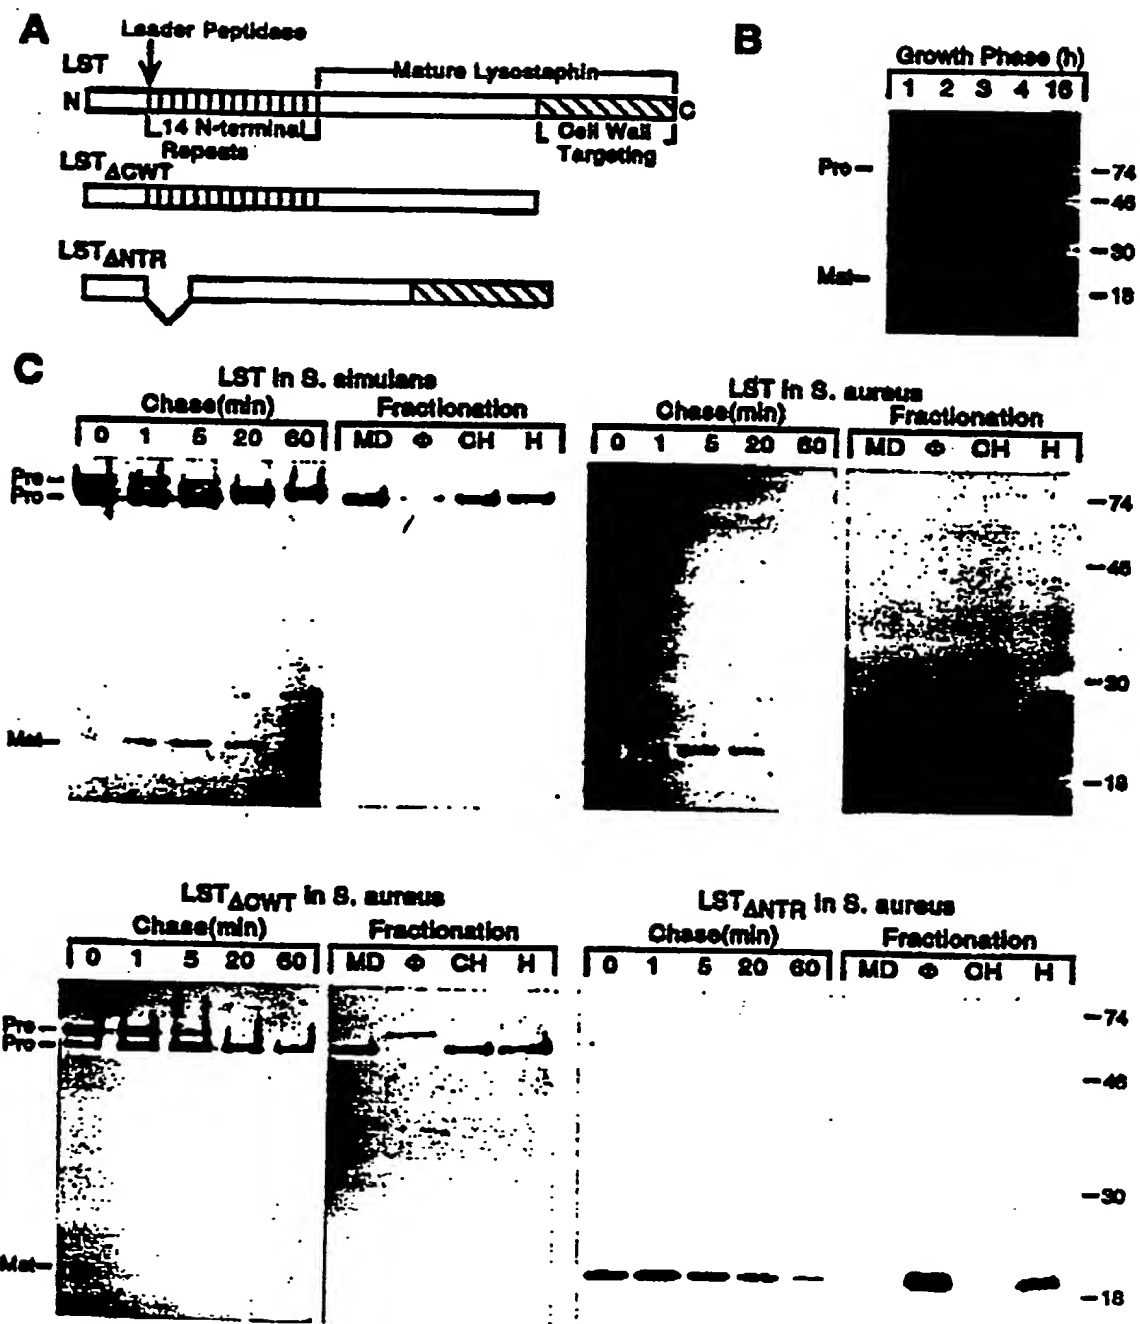 A
Leader Peptidase
LST
Mature Lysostaphin
N
C
14 N-terminal
Repeats
Cell Wall
Targeting
LSTΔCWT
LSTΔNTR
B
Growth Phase (h)
1 2 3 4 16
Pro
Mat
74
46
30
18
C
LST in S. simulans
Chase(min) Fractionation
0 1 5 20 60 MD Φ CH H
Pre
Pro
Mat
LST in S. aureus
Chase(min) Fractionation
0 1 5 20 60 MD Φ CH H
74
46
30
18
LSTΔCWT in S. aureus
Chase(min) Fractionation
0 1 5 20 60 MD Φ CH H
Pre
Pro
Mat
LSTΔNTR in S. aureus
Chase(min) Fractionation
0 1 5 20 60 MD Φ CH H
74
46
30
18